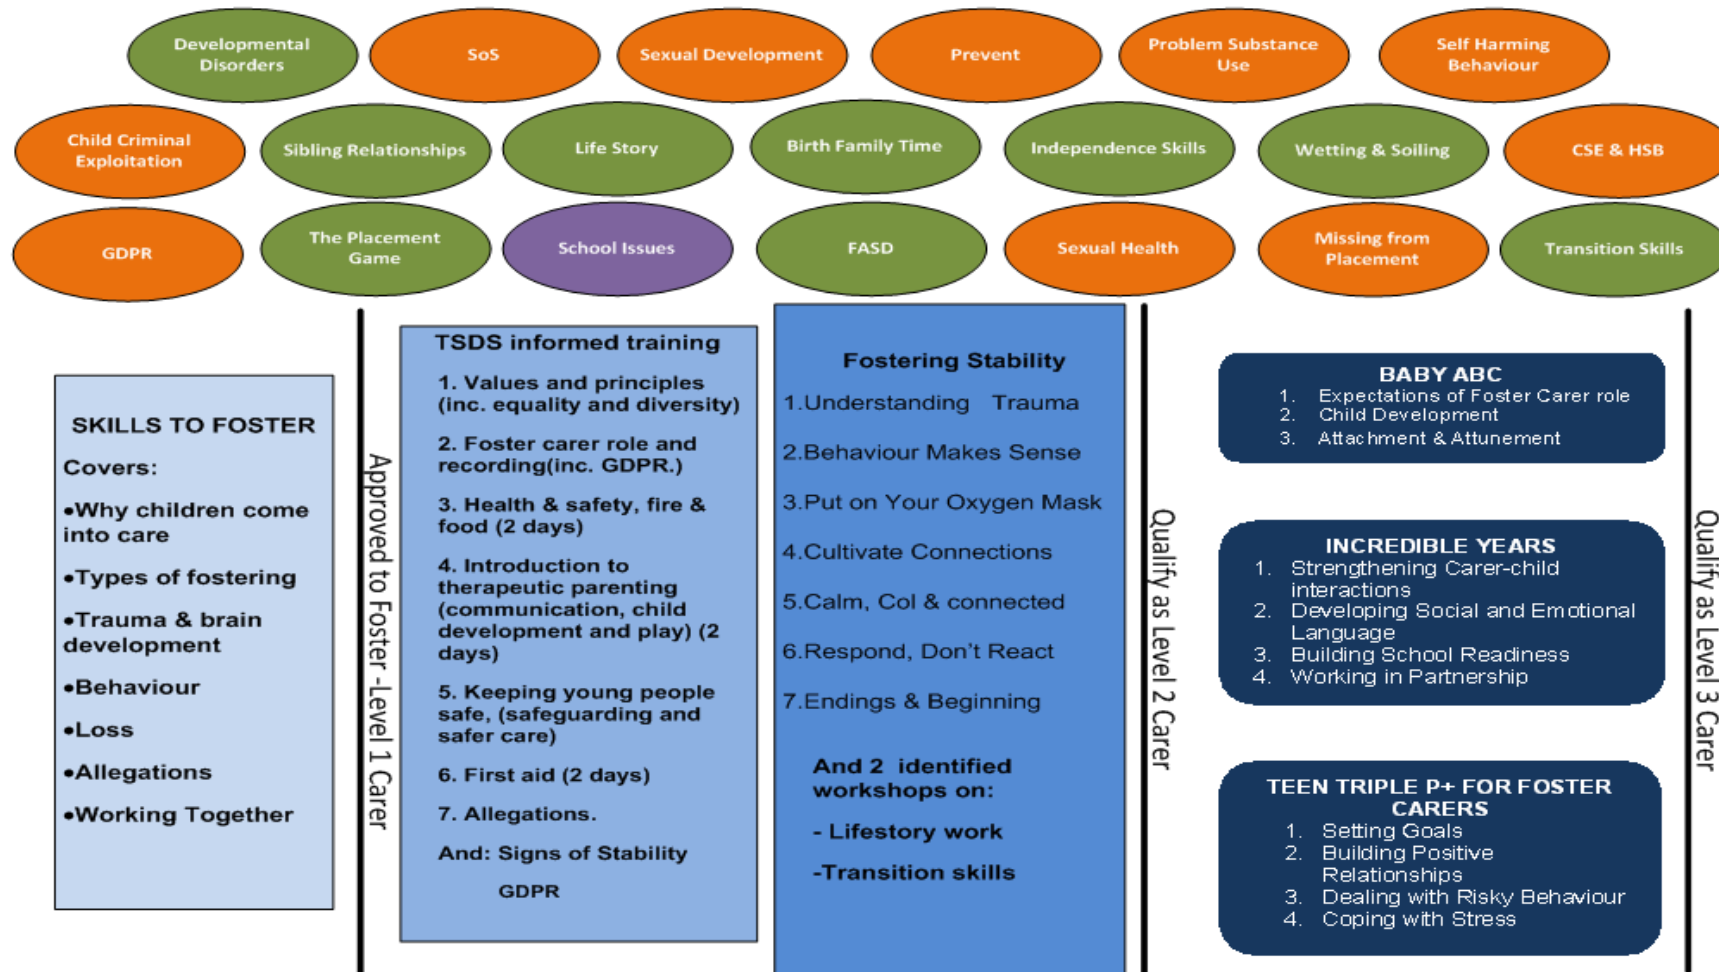 Developmental
Disorders
SoS
Sexual Development
Prevent
Problem Substance
Use
Self Harming
Behaviour
Child Criminal
Exploitation
Sibling Relationships
Life Story
Birth Family Time
Independence Skills
Wetting & Soiling
CSE & HSB
GDPR
The Placement
Game
School Issues
FASD
Sexual Health
Missing from
Placement
Transition Skills
SKILLS TO FOSTER
Covers:
•Why children come
into care
•Types of fostering
•Trauma & brain
development
•Behaviour
•Loss
•Allegations
•Working Together
Approved to Foster -Level 1 Carer
TSDS informed training
1. Values and principles
(inc. equality and diversity)
2. Foster carer role and
recording(inc. GDPR.)
3. Health & safety, fire &
food (2 days)
4. Introduction to
therapeutic parenting
(communication, child
development and play) (2
days)
5. Keeping young people
safe, (safeguarding and
safer care)
6. First aid (2 days)
7. Allegations.
And: Signs of Stability
GDPR
Fostering Stability
1.Understanding Trauma
2.Behaviour Makes Sense
3.Put on Your Oxygen Mask
4.Cultivate Connections
5.Calm, Col & connected
6.Respond, Don't React
7.Endings & Beginning
And 2 identified
workshops on:
- Lifestory work
-Transition skills
Qualify as Level 2 Carer
BABY ABC
1. Expectations of Foster Carer role
2. Child Development
3. Attachment & Attunement
INCREDIBLE YEARS
1. Strengthening Carer-child
interactions
2. Developing Social and Emotional
Language
3. Building School Readiness
4. Working in Partnership
TEEN TRIPLE P+ FOR FOSTER
CARERS
1. Setting Goals
2. Building Positive
Relationships
3. Dealing with Risky Behaviour
4. Coping with Stress
Qualify as Level 3 Carer